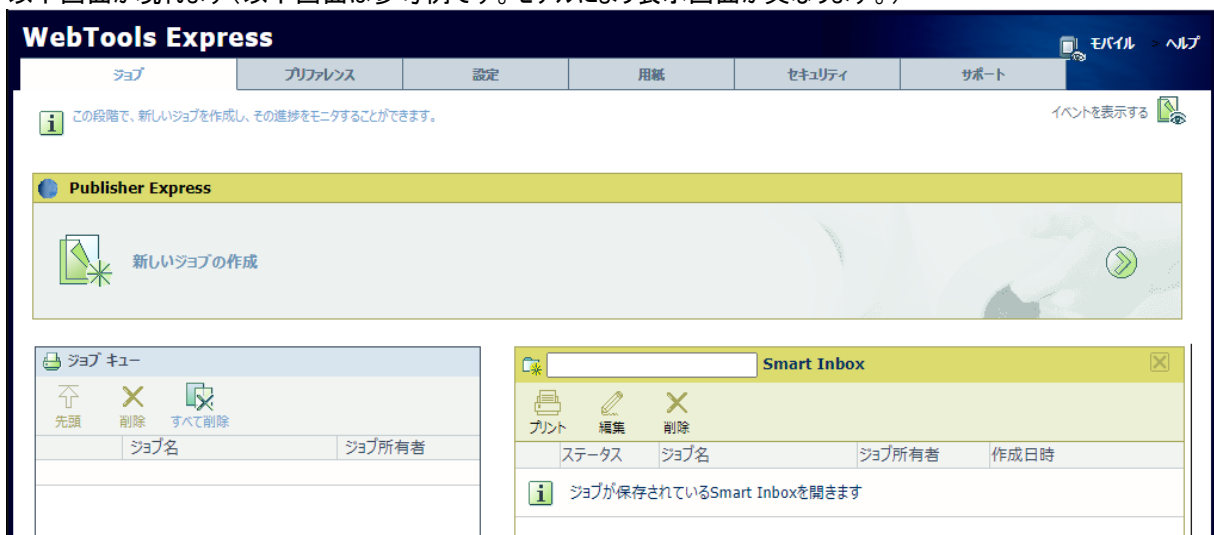 WebTools Express
モバイル > ヘルプ
ジョブ プリファレンス 設定 用紙 セキュリティ サポート
この段階で、新しいジョブを作成し、その進捗をモニタすることができます。
イベントを表示する
Publisher Express
新しいジョブの作成
ジョブ キュー
先頭 削除 すべて削除
ジョブ名 ジョブ所有者
Smart Inbox
プリント 編集 削除
ステータス ジョブ名 ジョブ所有者 作成日時
ジョブが保存されているSmart Inboxを開きます